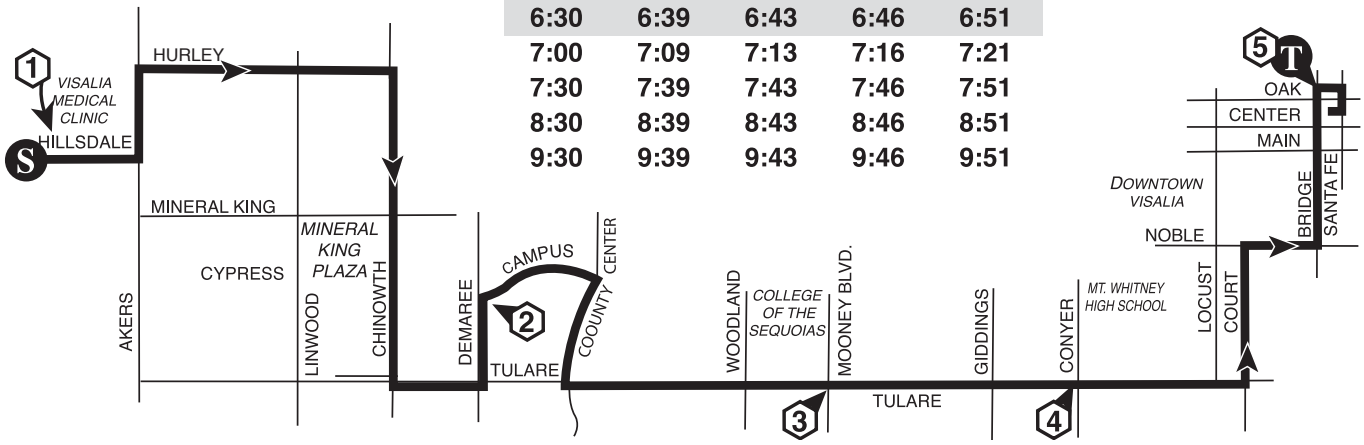 6:30 6:39 6:43 6:46 6:51
7:00 7:09 7:13 7:16 7:21
7:30 7:39 7:43 7:46 7:51
8:30 8:39 8:43 8:46 8:51
9:30 9:39 9:43 9:46 9:51
1
VISALIA
MEDICAL
CLINIC
HILLSDALE
S
HURLEY
MINERAL KING
MINERAL
KING
PLAZA
CYPRESS
AKERS
LINWOOD
CHINOWTH
DEMAREE
CAMPUS
CENTER
COUNTY
2
TULARE
WOODLAND
COLLEGE
OF THE
SEQUOIAS
MOONEY BLVD.
3
TULARE
GIDDINGS
CONYER
4
MT. WHITNEY
HIGH SCHOOL
5
T
OAK
CENTER
MAIN
DOWNTOWN
VISALIA
NOBLE
LOCUST
COURT
BRIDGE
SANTA FE